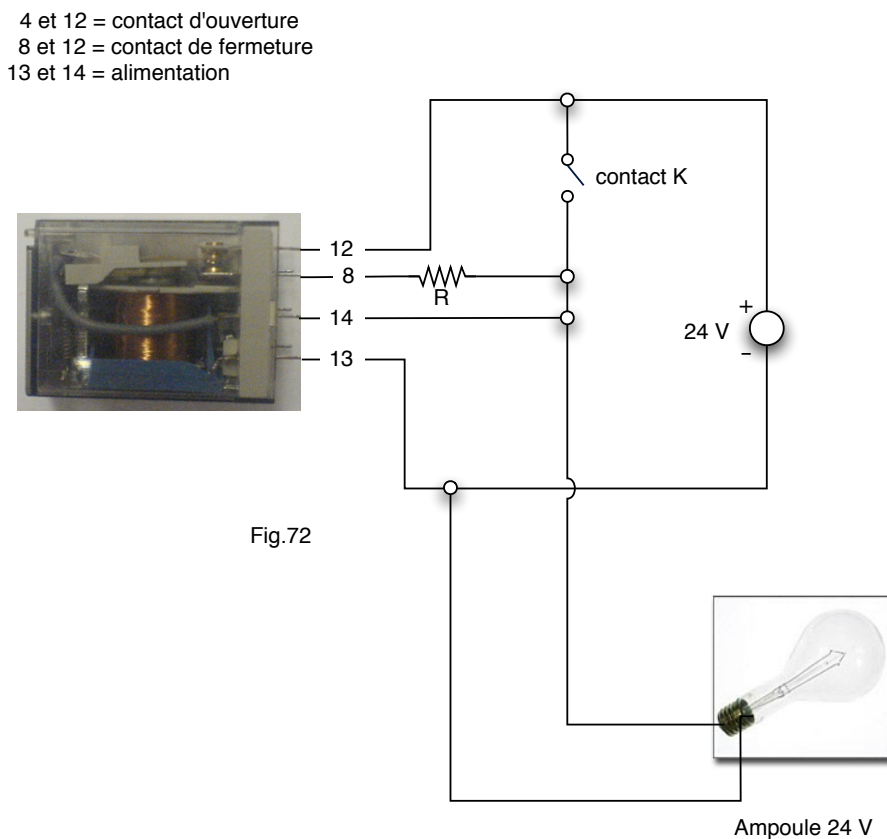 4 et 12 = contact d'ouverture
8 et 12 = contact de fermeture
13 et 14 = alimentation
contact K
12
8
R
14
13
+
24 V
–
Fig.72
Ampoule 24 V